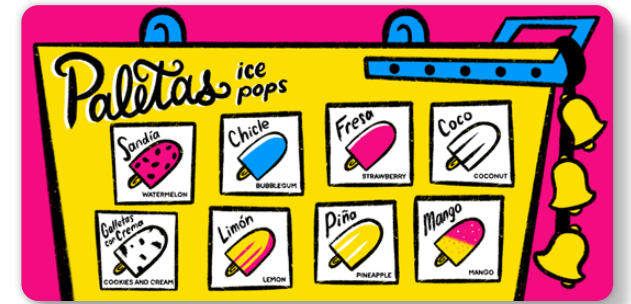 Paletas
ice
pops
Sandía
WATERMELON
Chicle
BUBBLEGUM
Fresa
STRAWBERRY
Coco
COCONUT
Galletas
con Crema
COOKIES AND CREAM
Limón
LEMON
Piña
PINEAPPLE
Mango
MANGO